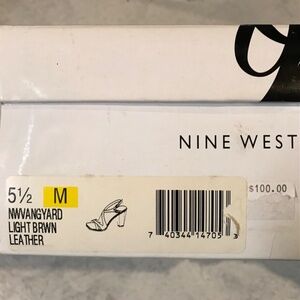 NINE WEST
$100.00
5½ M
NWVANGYARD
LIGHT BRWN
LEATHER
7 40344 14705 3